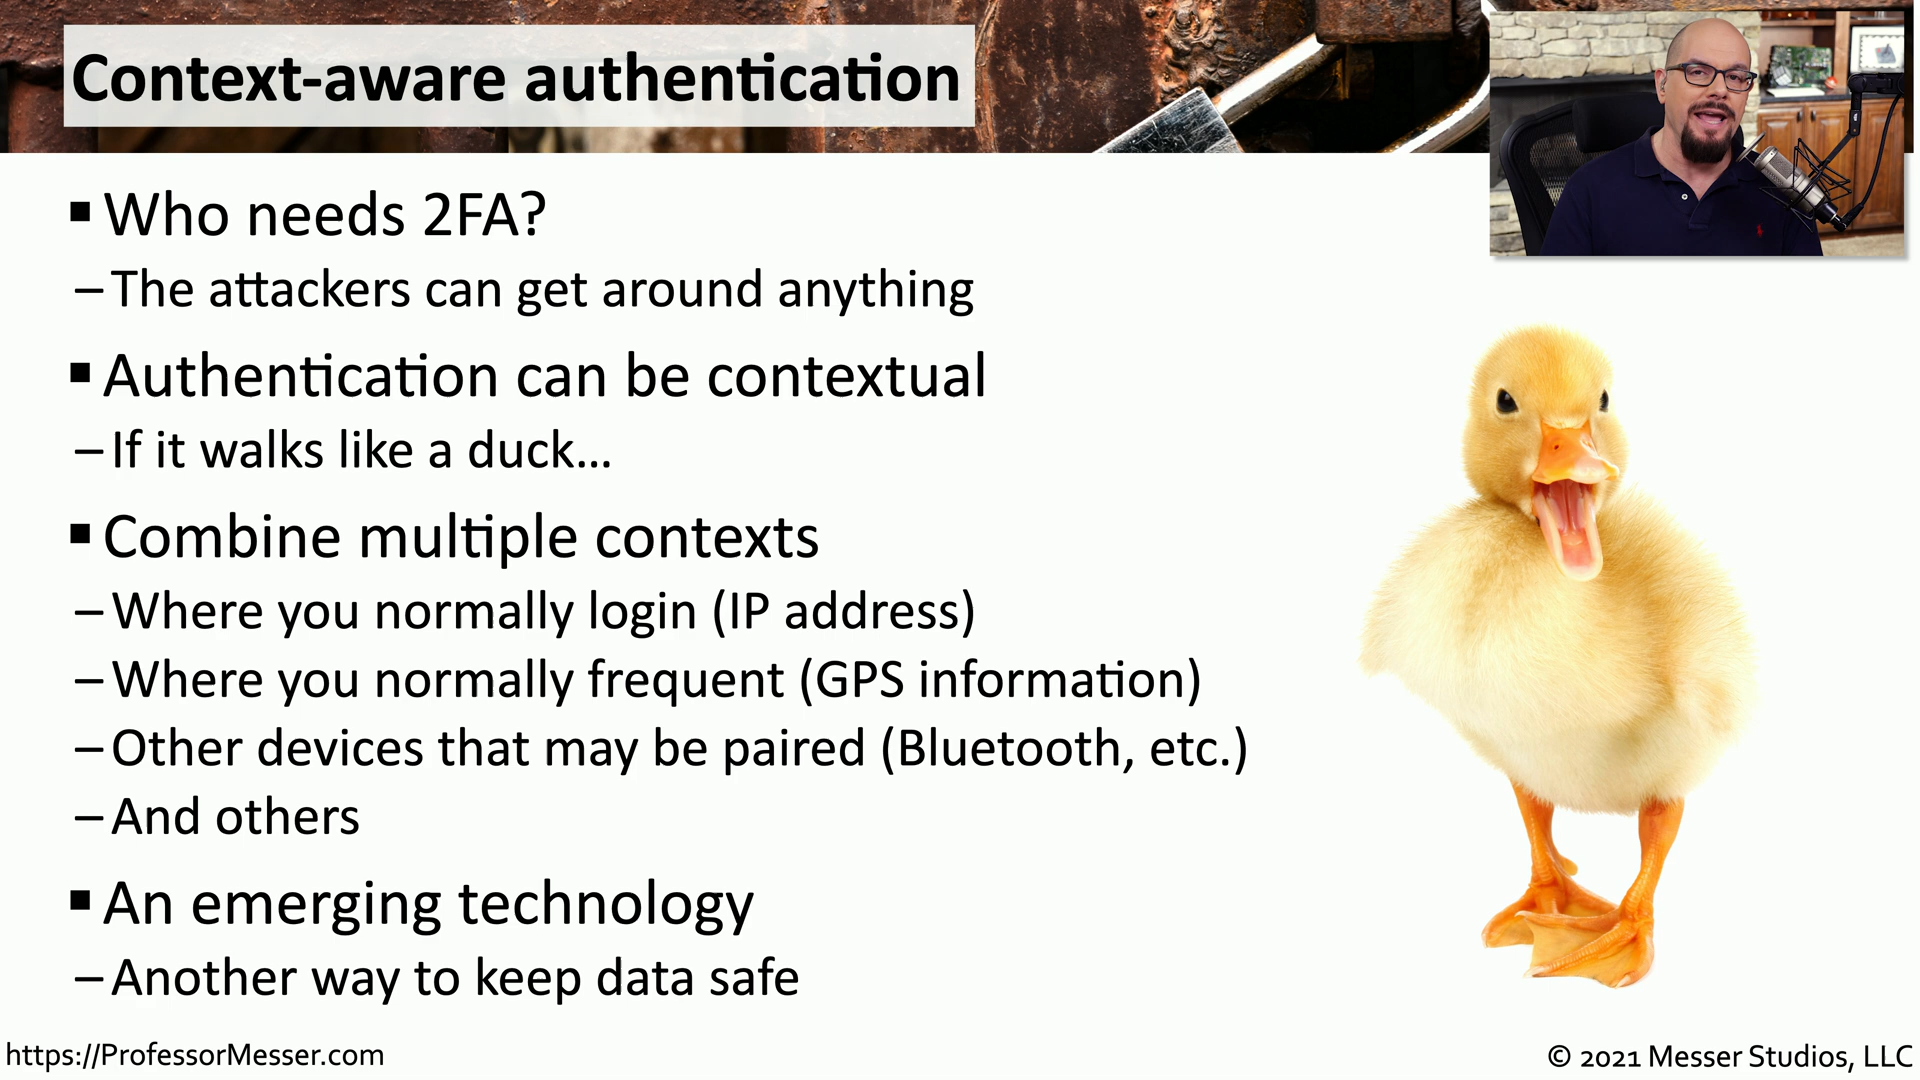 Context-aware authentication
▪ Who needs 2FA?
– The attackers can get around anything
▪ Authentication can be contextual
– If it walks like a duck…
▪ Combine multiple contexts
– Where you normally login (IP address)
– Where you normally frequent (GPS information)
– Other devices that may be paired (Bluetooth, etc.)
– And others
▪ An emerging technology
– Another way to keep data safe
https://ProfessorMesser.com
© 2021 Messer Studios, LLC